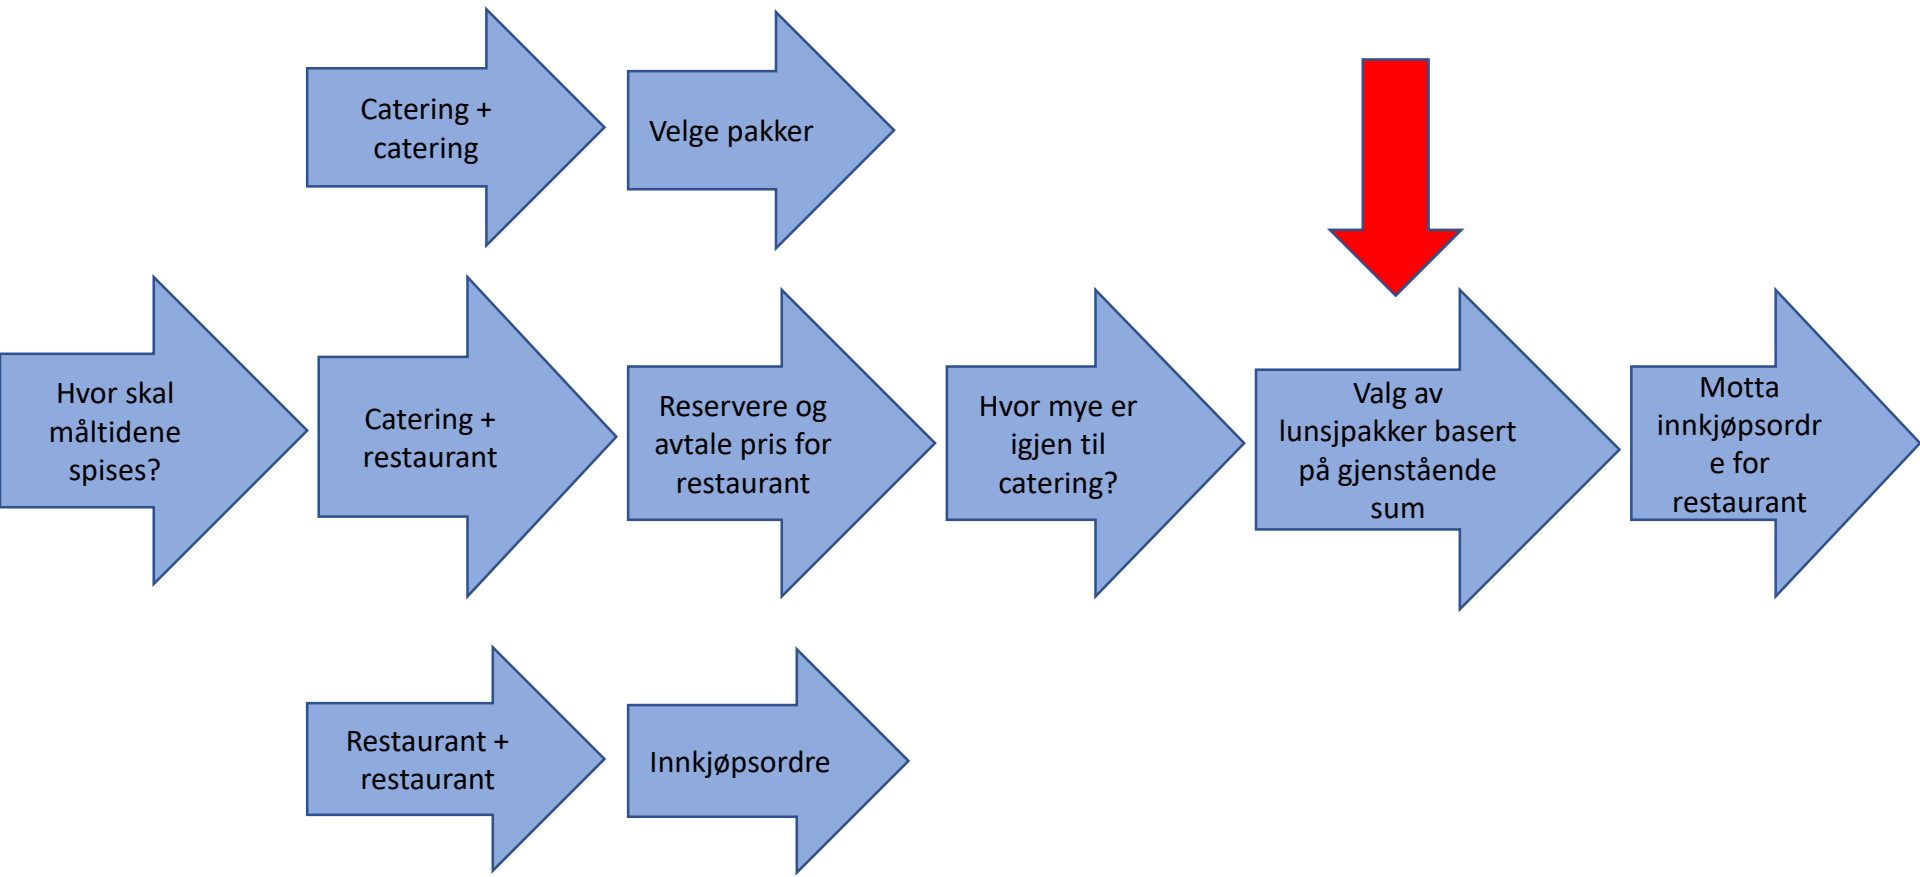 Catering +
catering
Velge pakker
Hvor skal
måltidene
spises?
Catering +
restaurant
Reservere og
avtale pris for
restaurant
Hvor mye er
igjen til
catering?
Valg av
lunsjpakker basert
på gjenstående
sum
Motta
innkjøpsordr
e for
restaurant
Restaurant +
restaurant
Innkjøpsordre